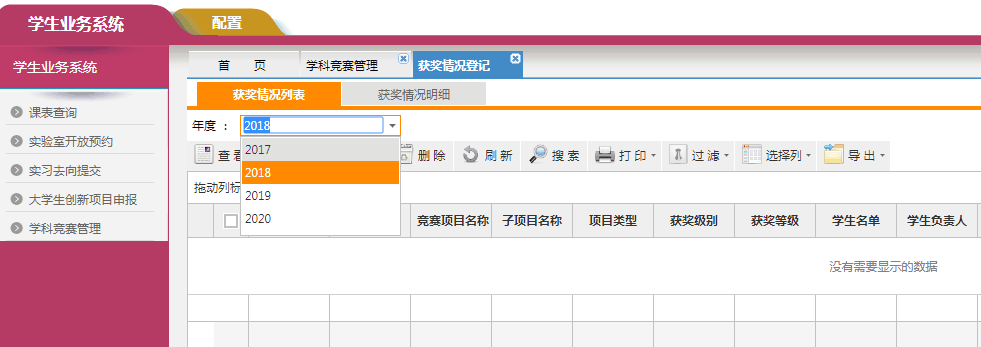 学生业务系统
配置
学生业务系统
课表查询
实验室开放预约
实习去向提交
大学生创新项目申报
学科竞赛管理
首 页
学科竞赛管理
获奖情况登记
获奖情况列表
获奖情况明细
年度 ：
2018
2017
2018
2019
2020
查
删 除
刷 新
搜 索
打 印
过 滤
选择列
导 出
拖动列标
竞赛项目名称
子项目名称
项目类型
获奖级别
获奖等级
学生名单
学生负责人
没有需要显示的数据